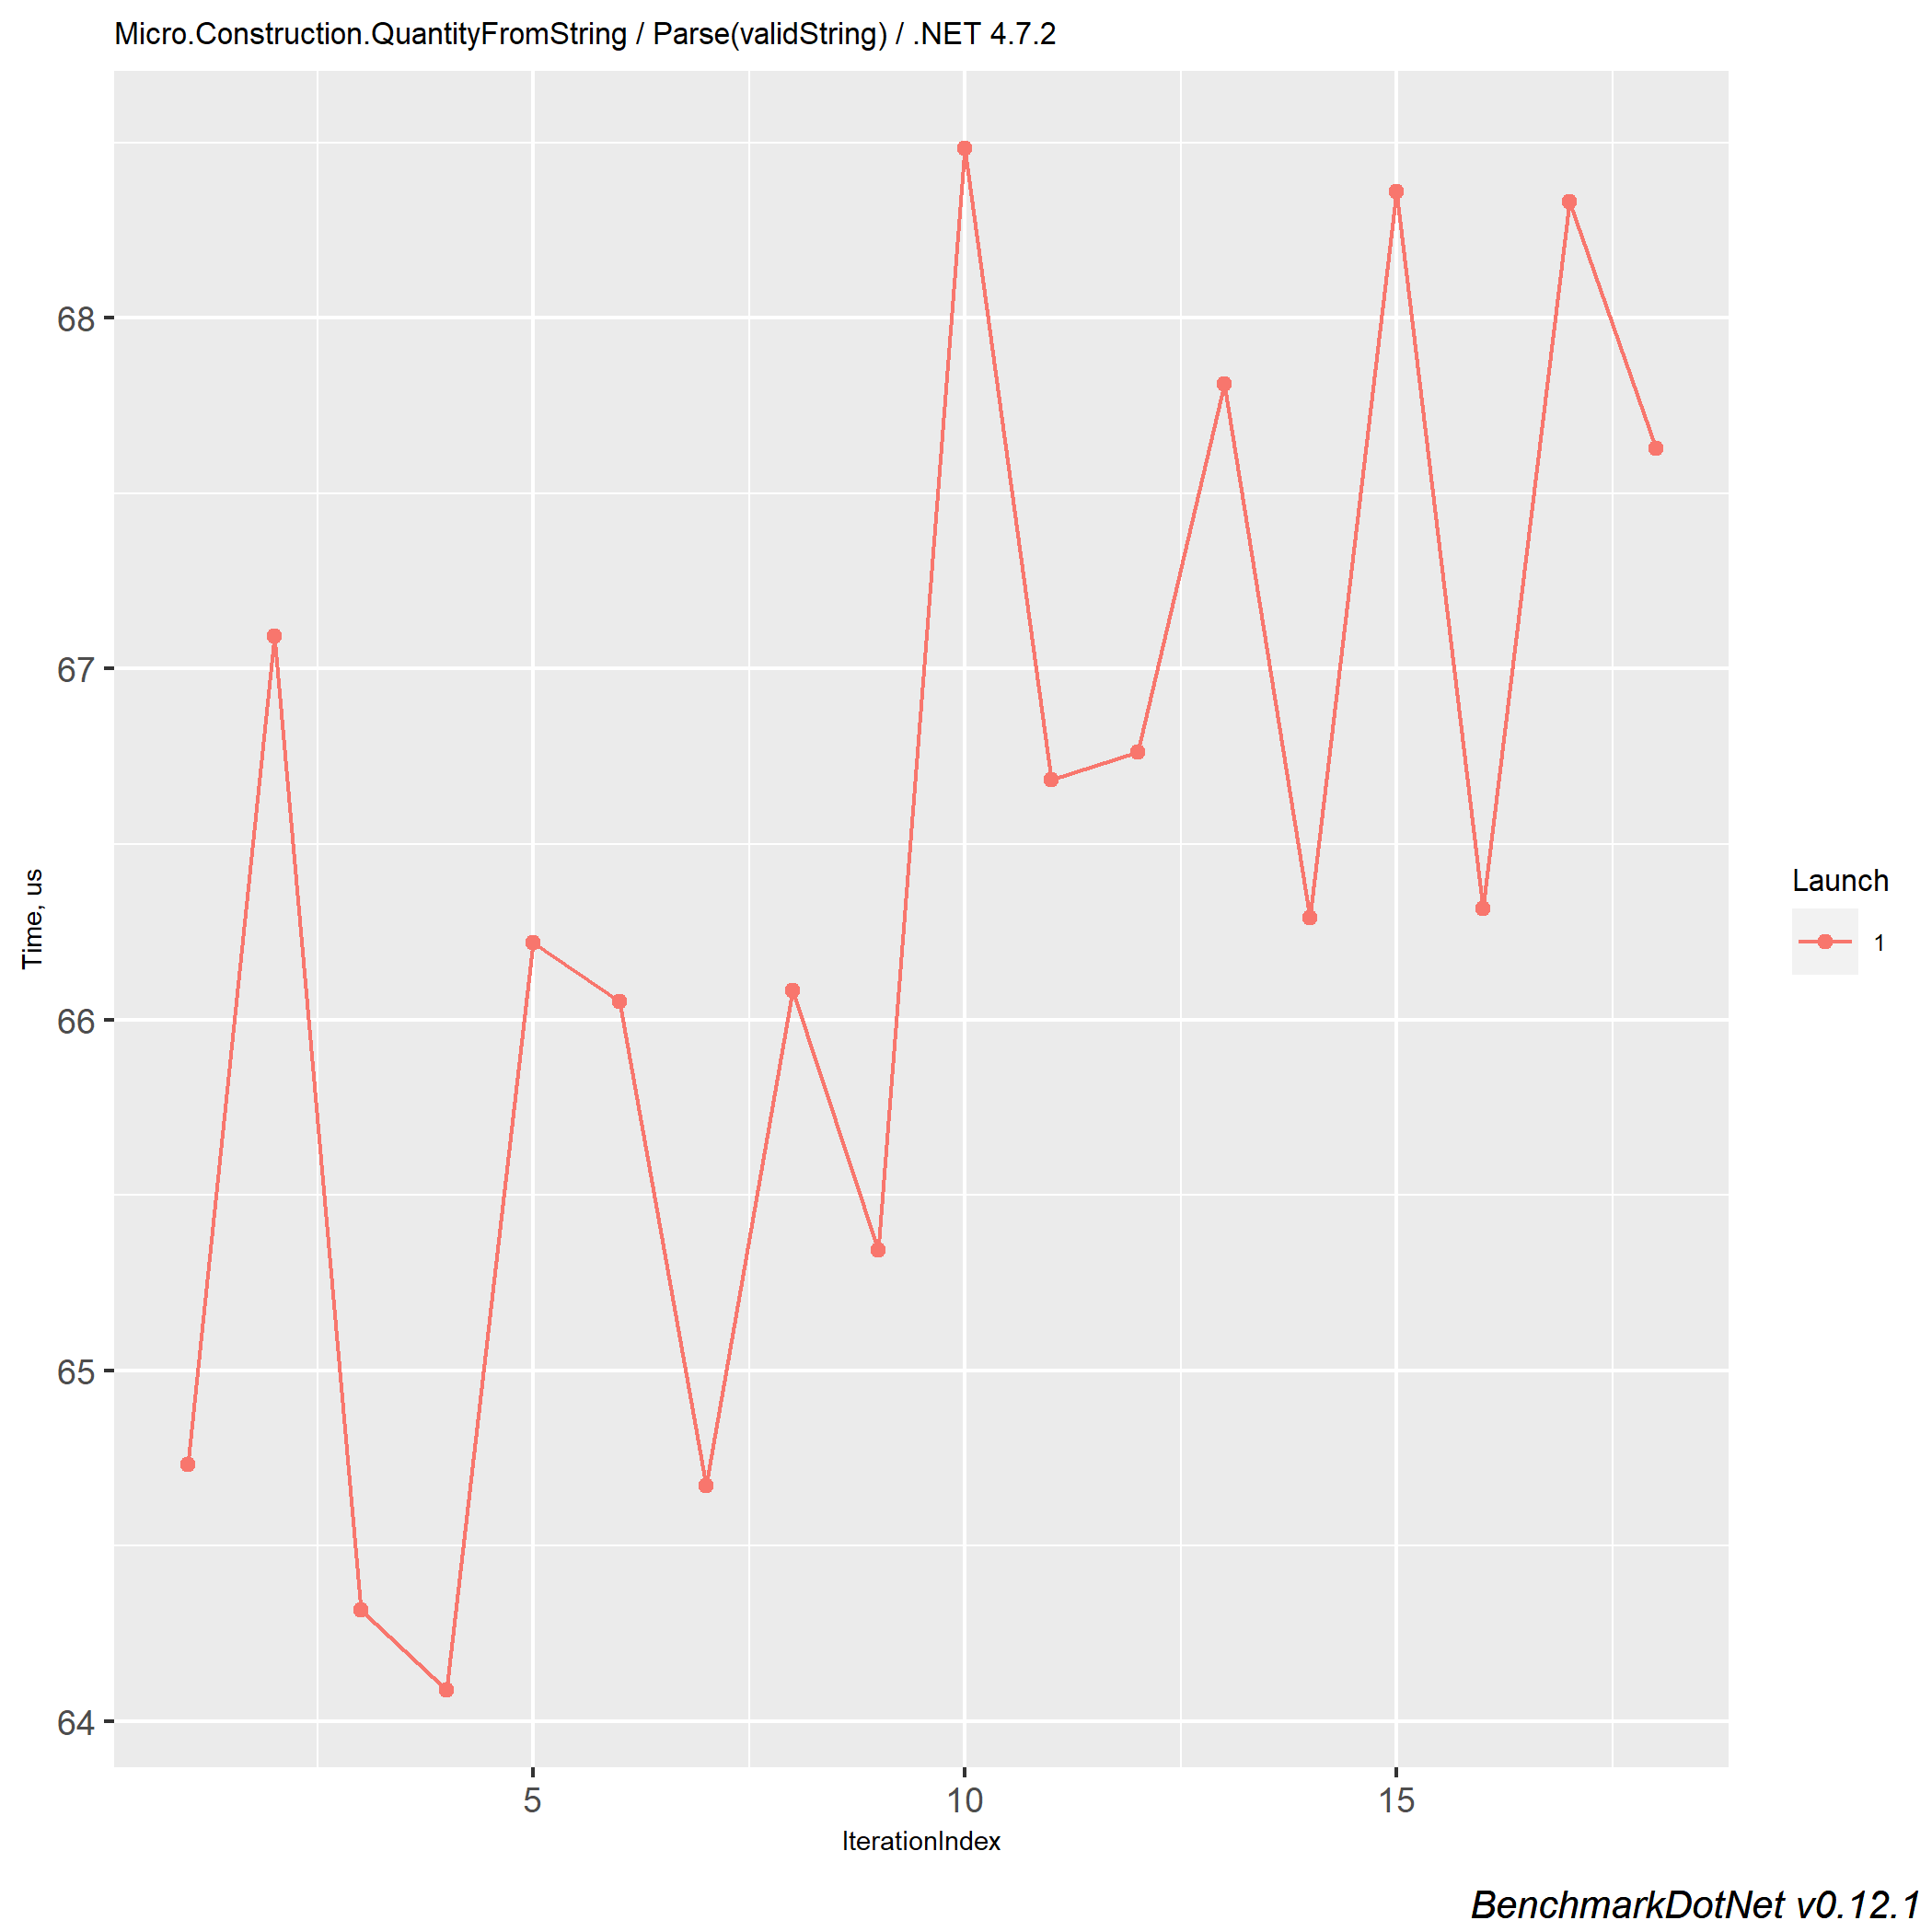 Micro.Construction.QuantityFromString / Parse(validString) / .NET 4.7.2
68
67
66
65
64
Time, us
5 10 15
IterationIndex
Launch
1
BenchmarkDotNet v0.12.1